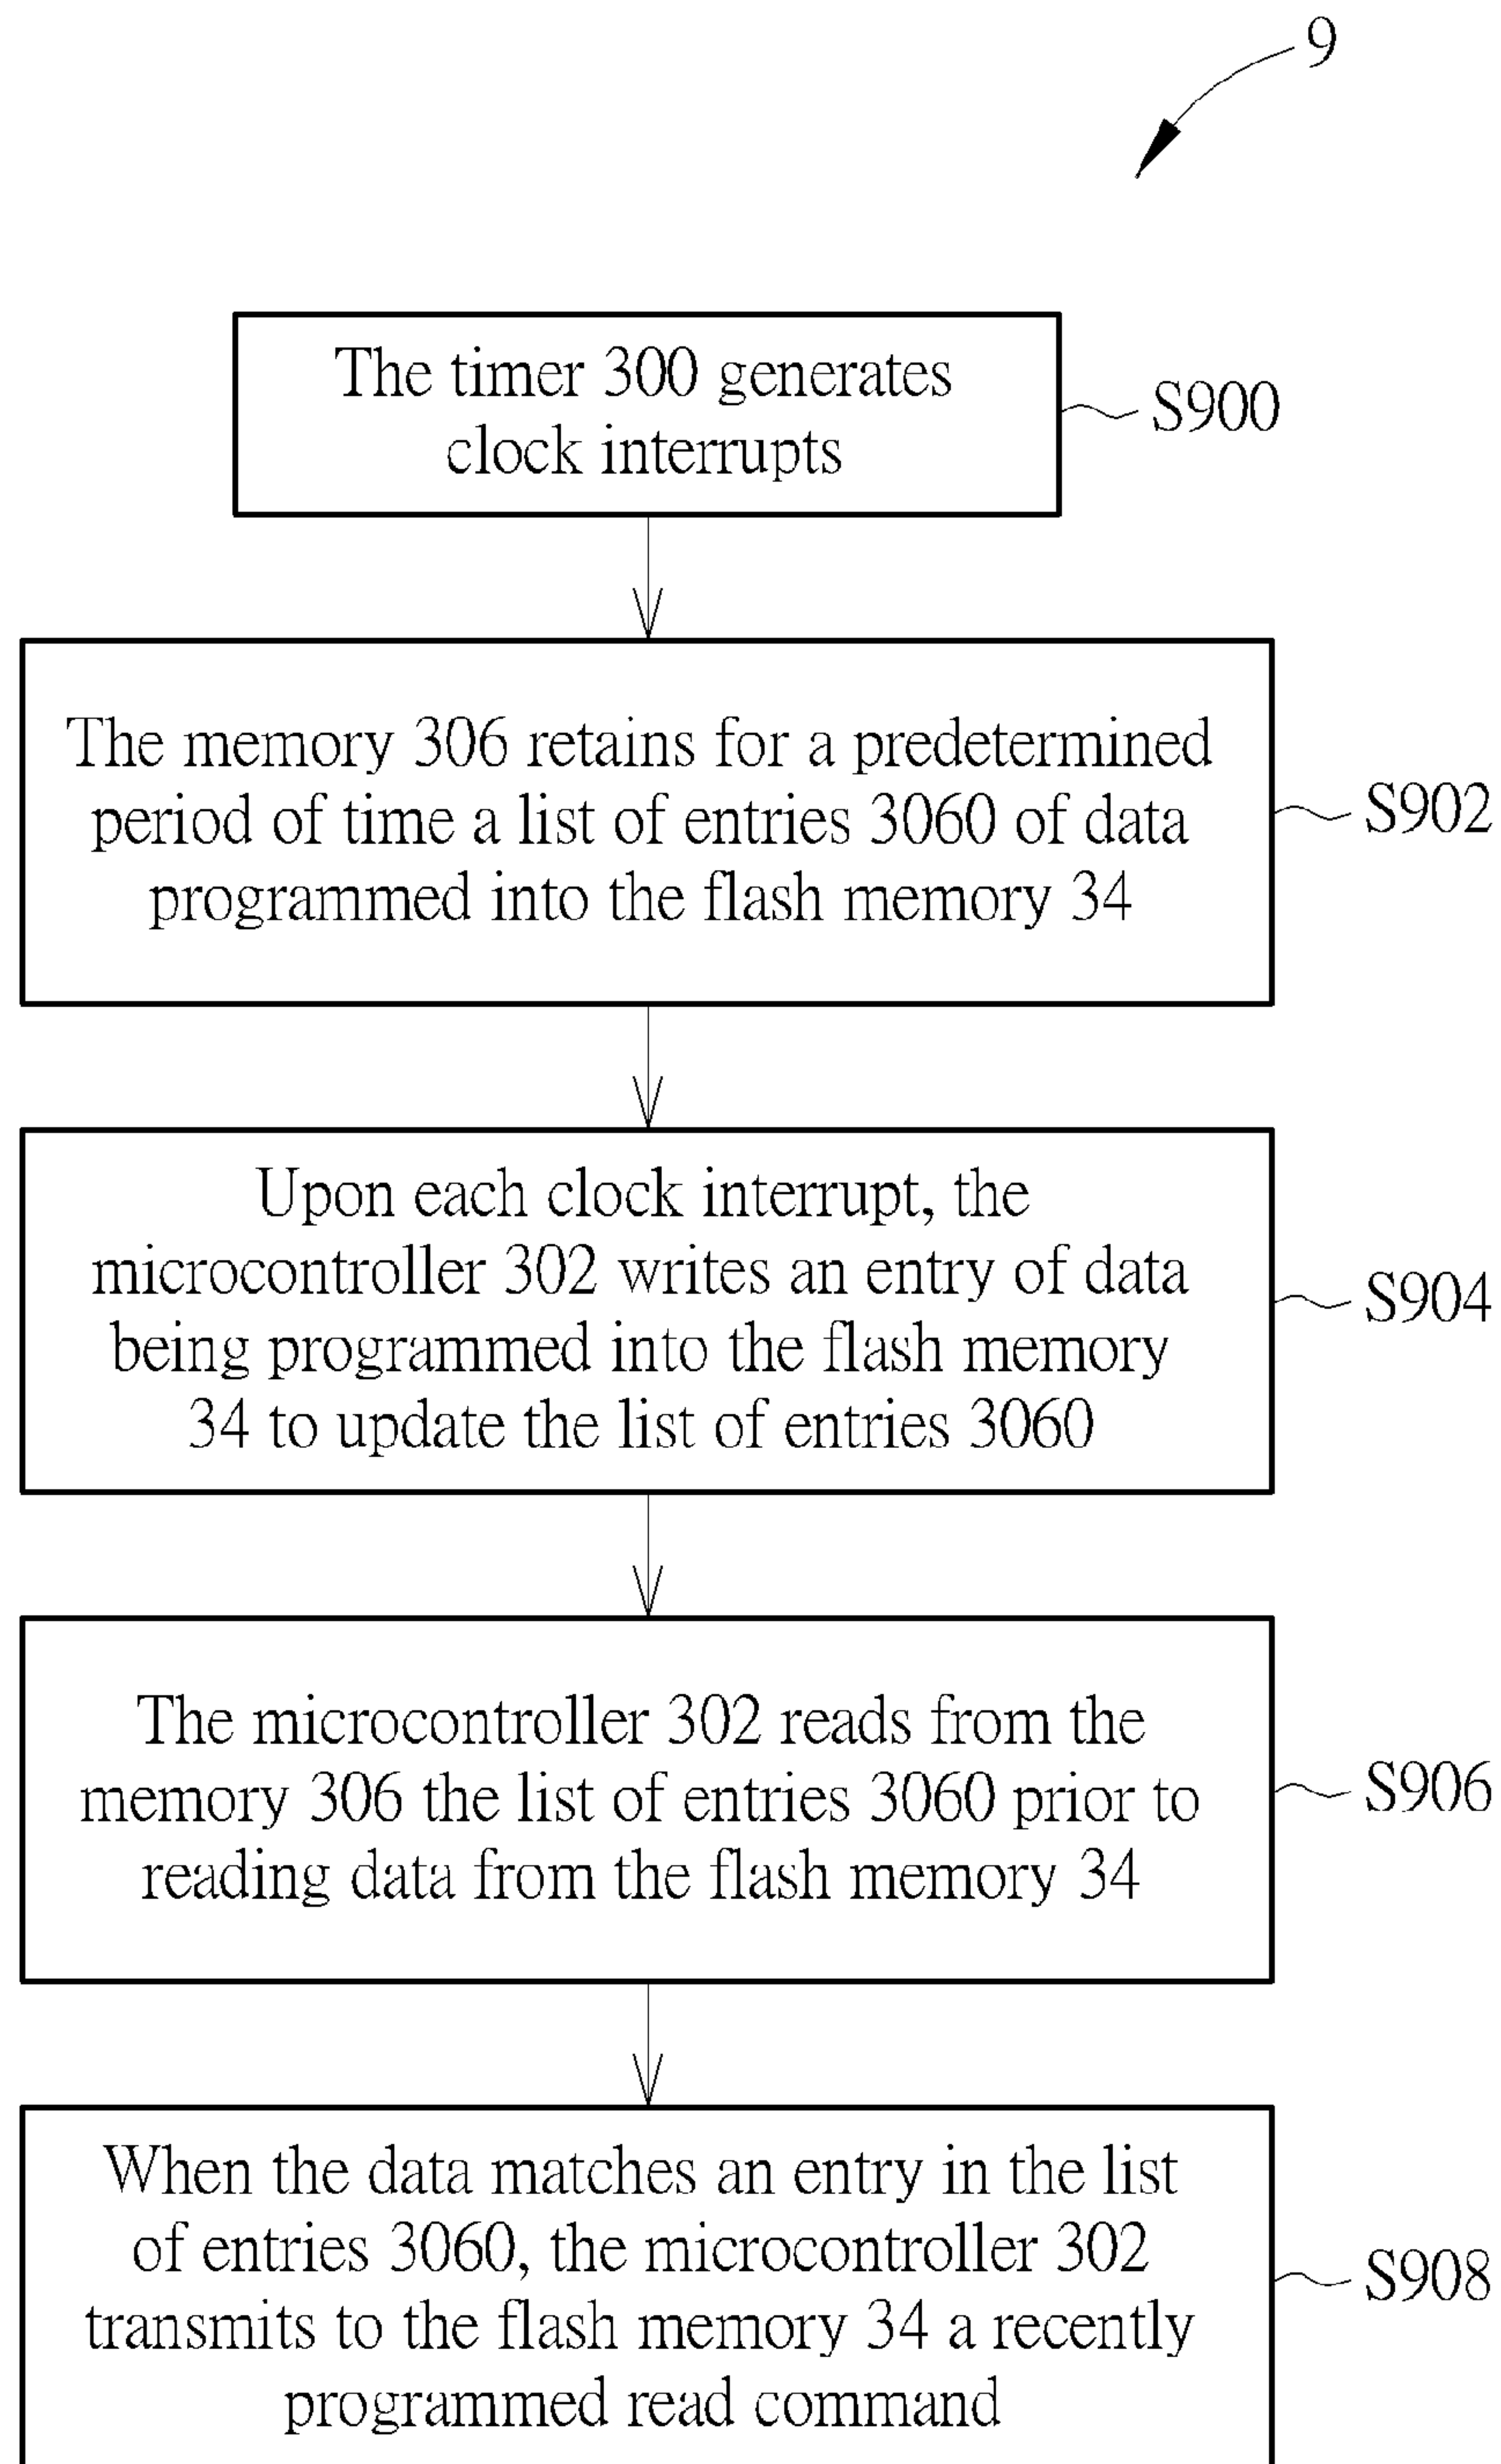 9
The timer 300 generates
clock interrupts
S900
The memory 306 retains for a predetermined
period of time a list of entries 3060 of data
programmed into the flash memory 34
S902
Upon each clock interrupt, the
microcontroller 302 writes an entry of data
being programmed into the flash memory
34 to update the list of entries 3060
S904
The microcontroller 302 reads from the
memory 306 the list of entries 3060 prior to
reading data from the flash memory 34
S906
When the data matches an entry in the list
of entries 3060, the microcontroller 302
transmits to the flash memory 34 a recently
programmed read command
S908